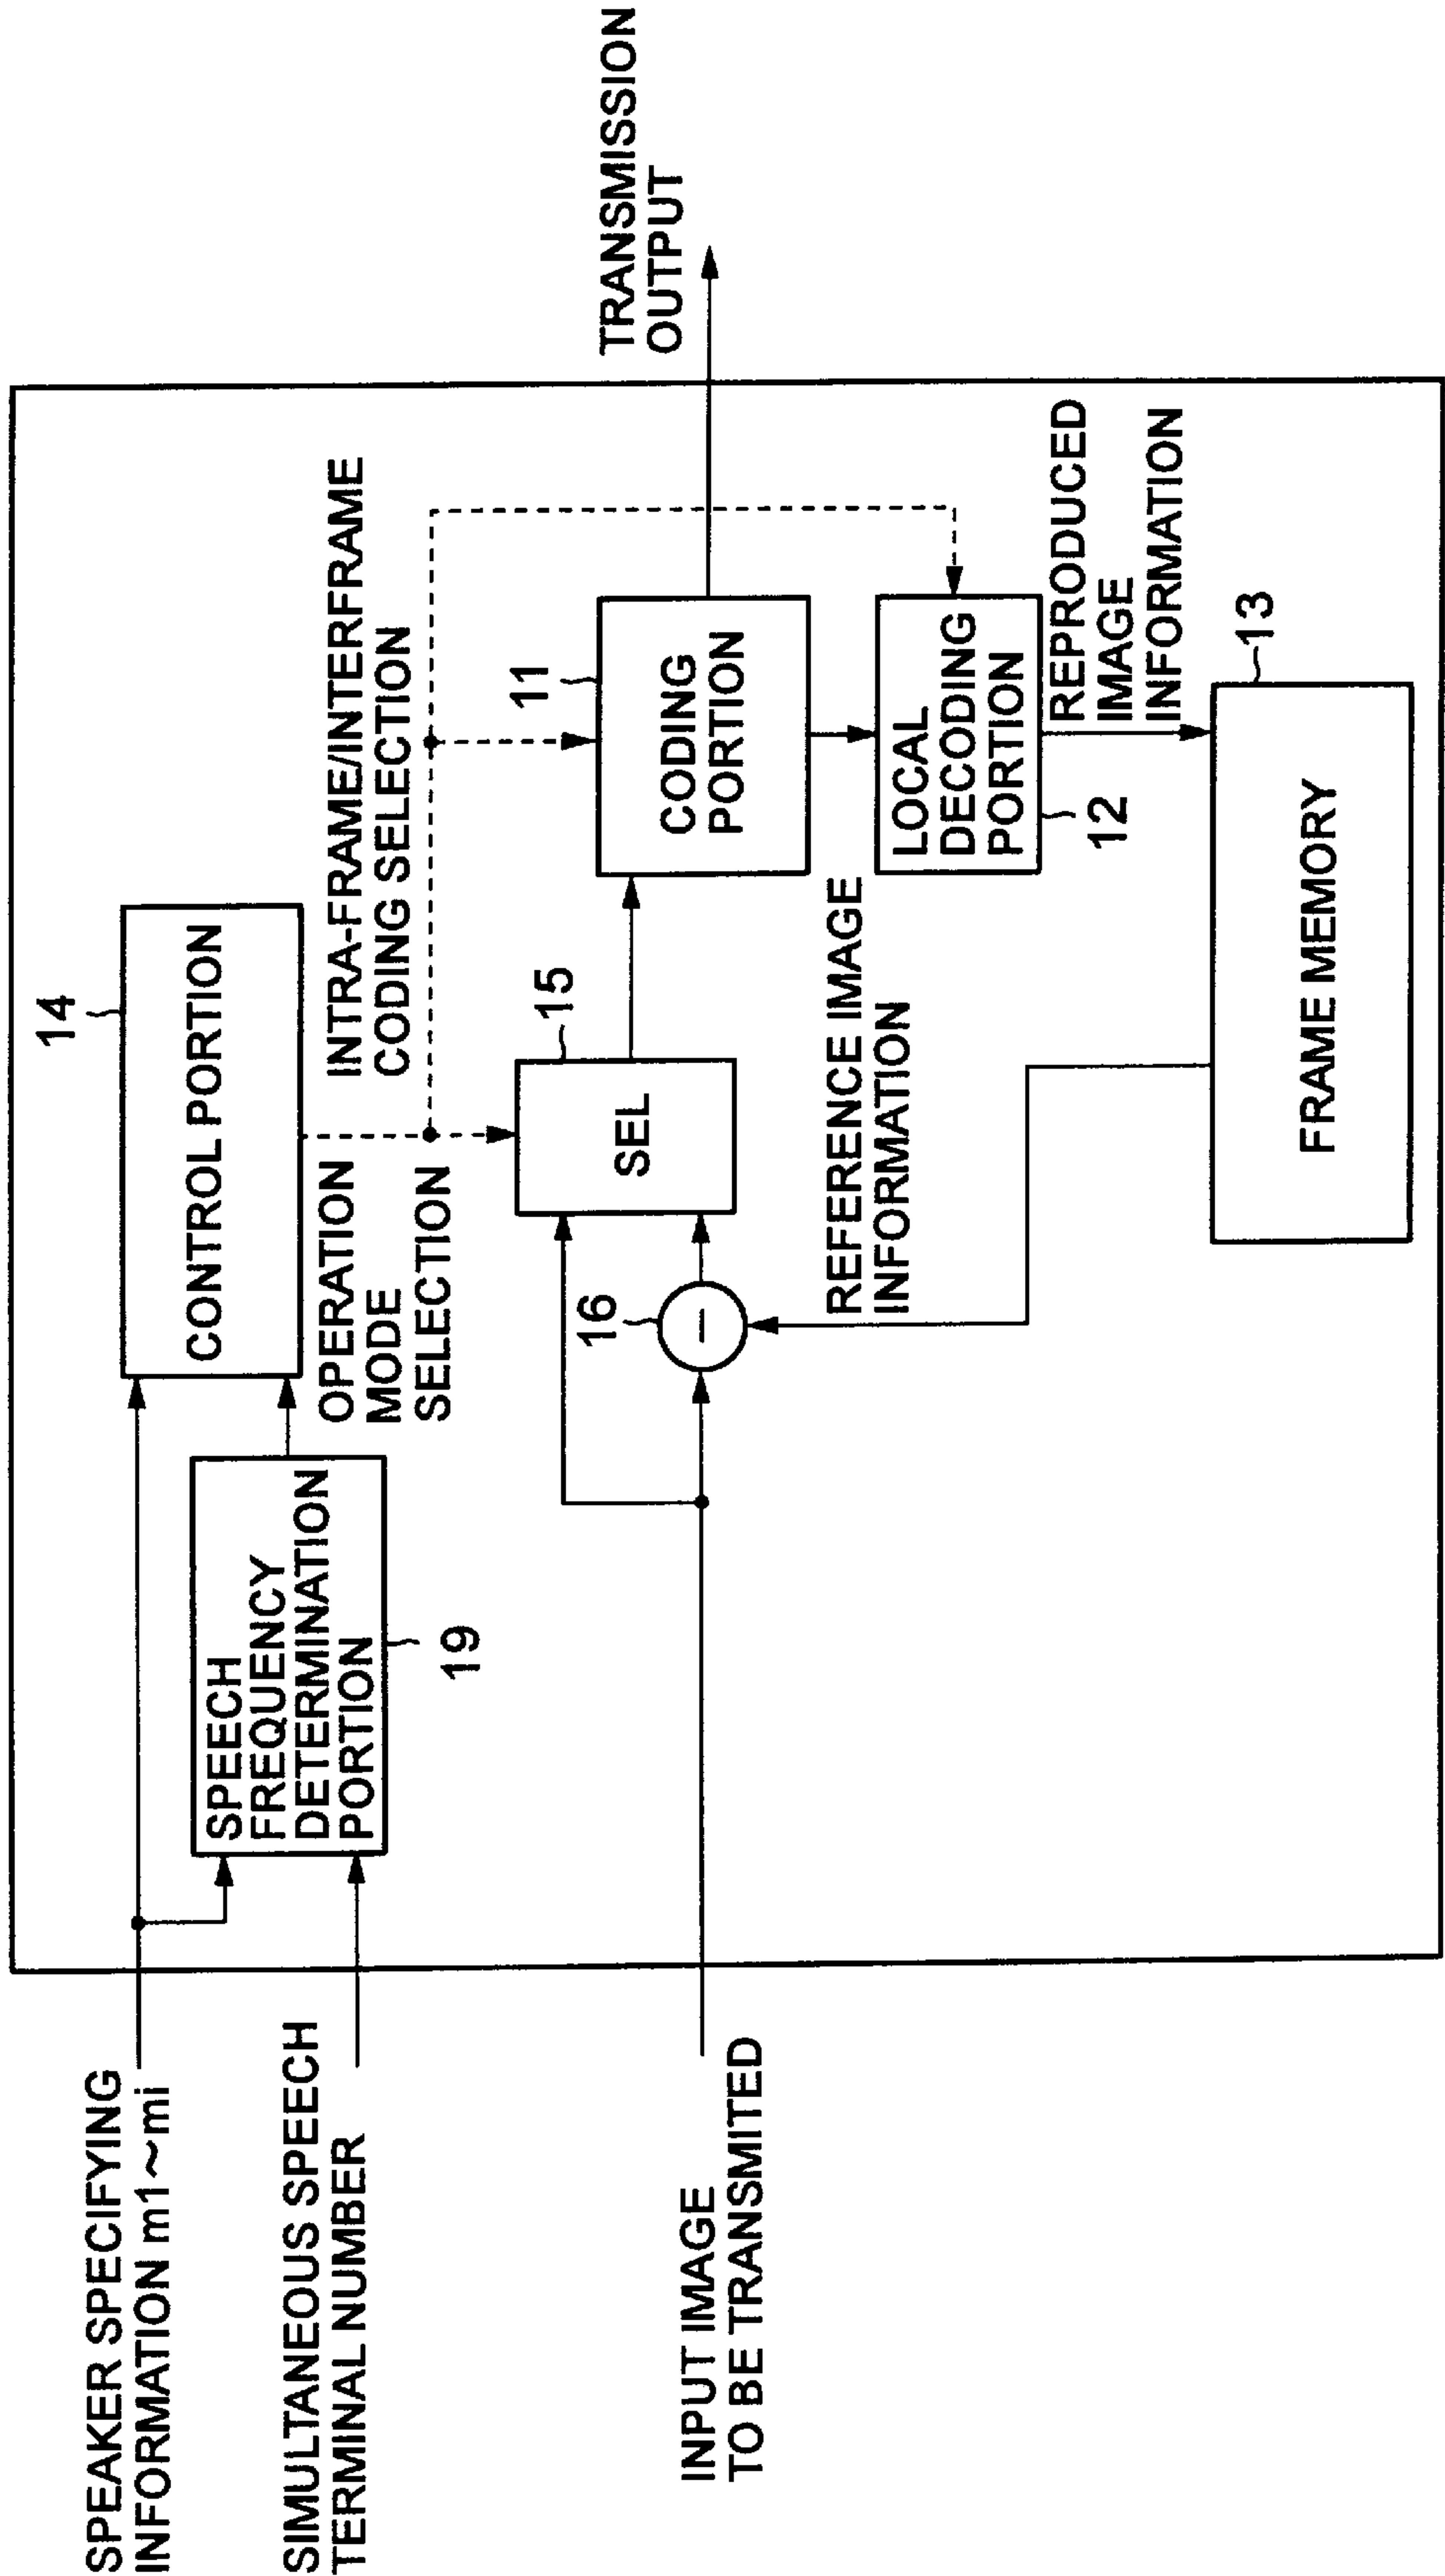 SPEAKER SPECIFYING
INFORMATION m1～mi
SIMULTANEOUS SPEECH
TERMINAL NUMBER
INPUT IMAGE
TO BE TRANSMITED
SPEECH
FREQUENCY
DETERMINATION
PORTION
19
14
CONTROL PORTION
OPERATION
MODE
SELECTION
INTRA-FRAME/INTERFRAME
CODING SELECTION
15
SEL
16
−
11
CODING
PORTION
TRANSMISSION
OUTPUT
LOCAL
DECODING
PORTION
12
REFERENCE IMAGE
INFORMATION
REPRODUCED
IMAGE
INFORMATION
13
FRAME MEMORY